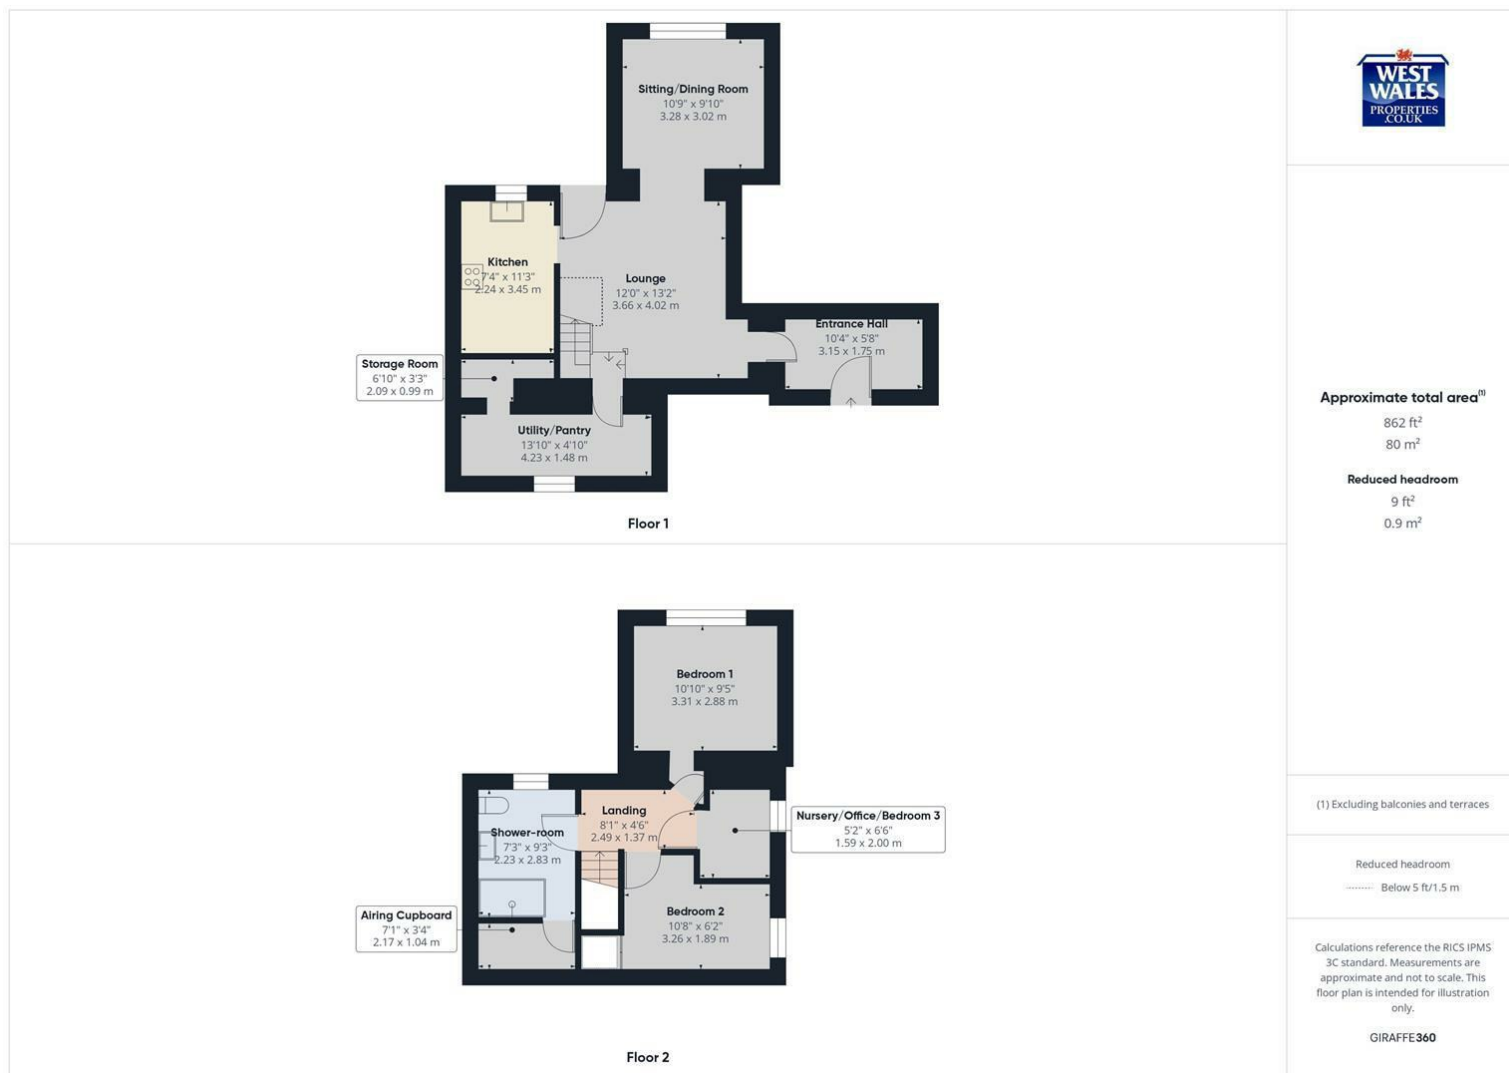 Sitting/Dining Room
10'9" x 9'10"
3.28 x 3.02 m
Kitchen
7'4" x 11'3"
2.24 x 3.45 m
Lounge
12'0" x 13'2"
3.66 x 4.02 m
Entrance Hall
10'4" x 5'8"
3.15 x 1.75 m
Storage Room
6'10" x 3'3"
2.09 x 0.99 m
Utility/Pantry
13'10" x 4'10"
4.23 x 1.48 m
Floor 1
Bedroom 1
10'10" x 9'5"
3.31 x 2.88 m
Landing
8'1" x 4'6"
2.49 x 1.37 m
Shower-room
7'3" x 9'3"
2.23 x 2.83 m
Nursery/Office/Bedroom 3
5'2" x 6'6"
1.59 x 2.00 m
Airing Cupboard
7'1" x 3'4"
2.17 x 1.04 m
Bedroom 2
10'8" x 6'2"
3.26 x 1.89 m
Floor 2
WEST
WALES
PROPERTIES
.CO.UK
Approximate total area(1)
862 ft²
80 m²
Reduced headroom
9 ft²
0.9 m²
(1) Excluding balconies and terraces
Reduced headroom
Below 5 ft/1.5 m
Calculations reference the RICS IPMS
3C standard. Measurements are
approximate and not to scale. This
floor plan is intended for illustration
only.
GIRAFFE360